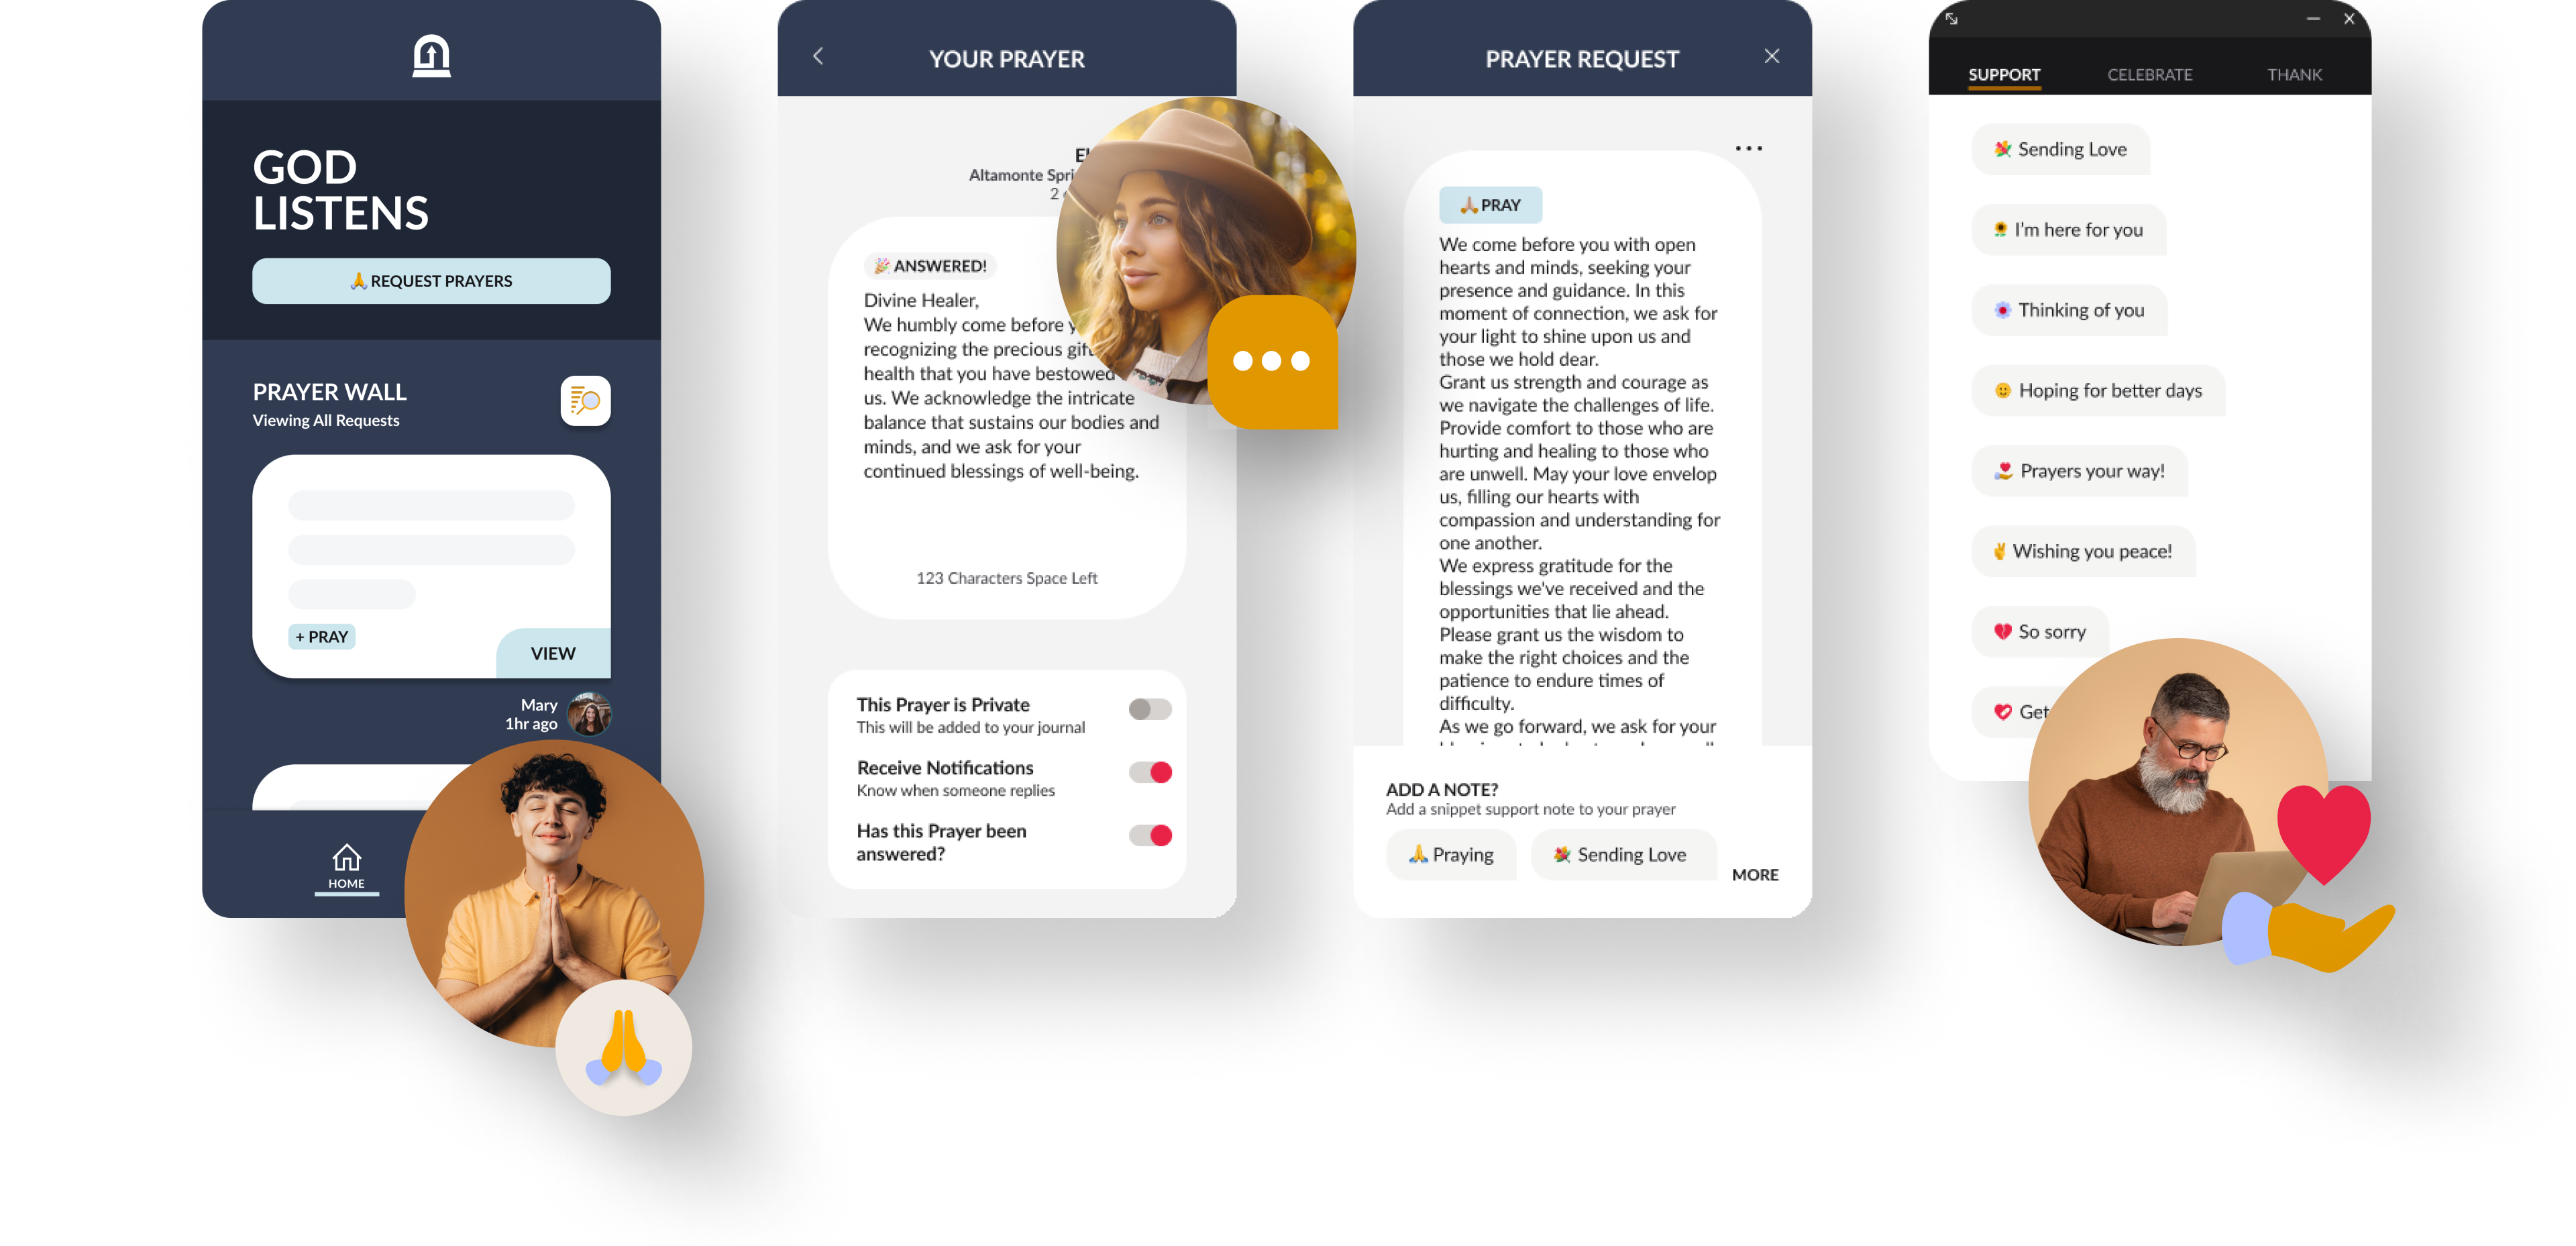 GOD
LISTENS
🙏 REQUEST PRAYERS
PRAYER WALL
Viewing All Requests
+ PRAY
VIEW
Mary
1hr ago
HOME
YOUR PRAYER
Altamonte
2
🎉 ANSWERED!
Divine Healer,
We humbly come before
recognizing the precious
health that you have bestowed
us. We acknowledge the intricate
balance that sustains our bodies and
minds, and we ask for your
continued blessings of well-being.
123 Characters Space Left
This Prayer is Private
This will be added to your journal
Receive Notifications
Know when someone replies
Has this Prayer been
answered?
PRAYER REQUEST
🙏 PRAY
We come before you with open
hearts and minds, seeking your
presence and guidance. In this
moment of connection, we ask for
your light to shine upon us and
those we hold dear.
Grant us strength and courage as
we navigate the challenges of life.
Provide comfort to those who are
hurting and healing to those who
are unwell. May your love envelop
us, filling our hearts with
compassion and understanding for
one another.
We express gratitude for the
blessings we've received and the
opportunities that lie ahead.
Please grant us the wisdom to
make the right choices and the
patience to endure times of
difficulty.
As we go forward, we ask for your
ADD A NOTE?
Add a snippet support note to your prayer
🙏 Praying
💐 Sending Love
MORE
SUPPORT CELEBRATE THANK
💐 Sending Love
🌻 I'm here for you
Thinking of you
🙂 Hoping for better days
Prayers your way!
✌️ Wishing you peace!
💔 So sorry
Get